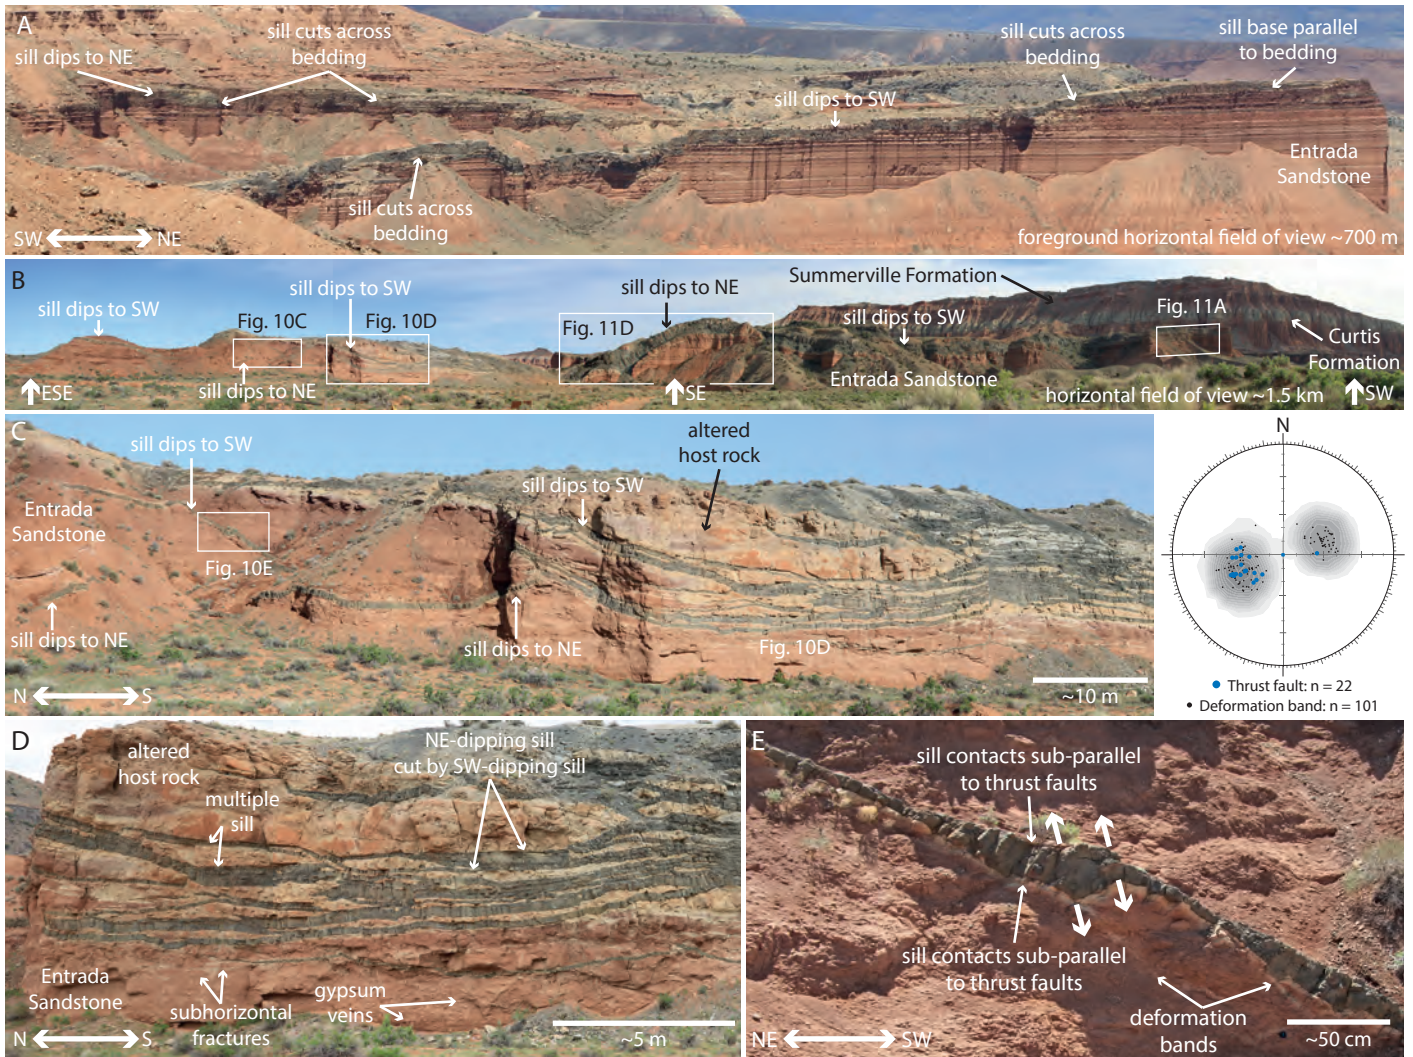 A
sill dips to NE
sill cuts across
bedding
sill cuts across
bedding
sill dips to SW
sill cuts across
bedding
sill base parallel
to bedding
Entrada
Sandstone
SW
NE
foreground horizontal field of view ~700 m
B
sill dips to SW
Fig. 10C
sill dips to NE
sill dips to SW
Fig. 10D
sill dips to NE
Fig. 11D
Summerville Formation
sill dips to SW
Fig. 11A
Curtis
Formation
Entrada Sandstone
ESE
SE
horizontal field of view ~1.5 km
SW
C
sill dips to SW
Entrada
Sandstone
Fig. 10E
sill dips to NE
sill dips to SW
altered
host rock
sill dips to NE
Fig. 10D
N
S
~10 m
N
Thrust fault: n = 22
Deformation band: n = 101
D
altered
host rock
multiple
sill
NE-dipping sill
cut by SW-dipping sill
Entrada
Sandstone
subhorizontal
fractures
gypsum
veins
N
S
~5 m
E
sill contacts sub-parallel
to thrust faults
sill contacts sub-parallel
to thrust faults
deformation
bands
NE
SW
~50 cm